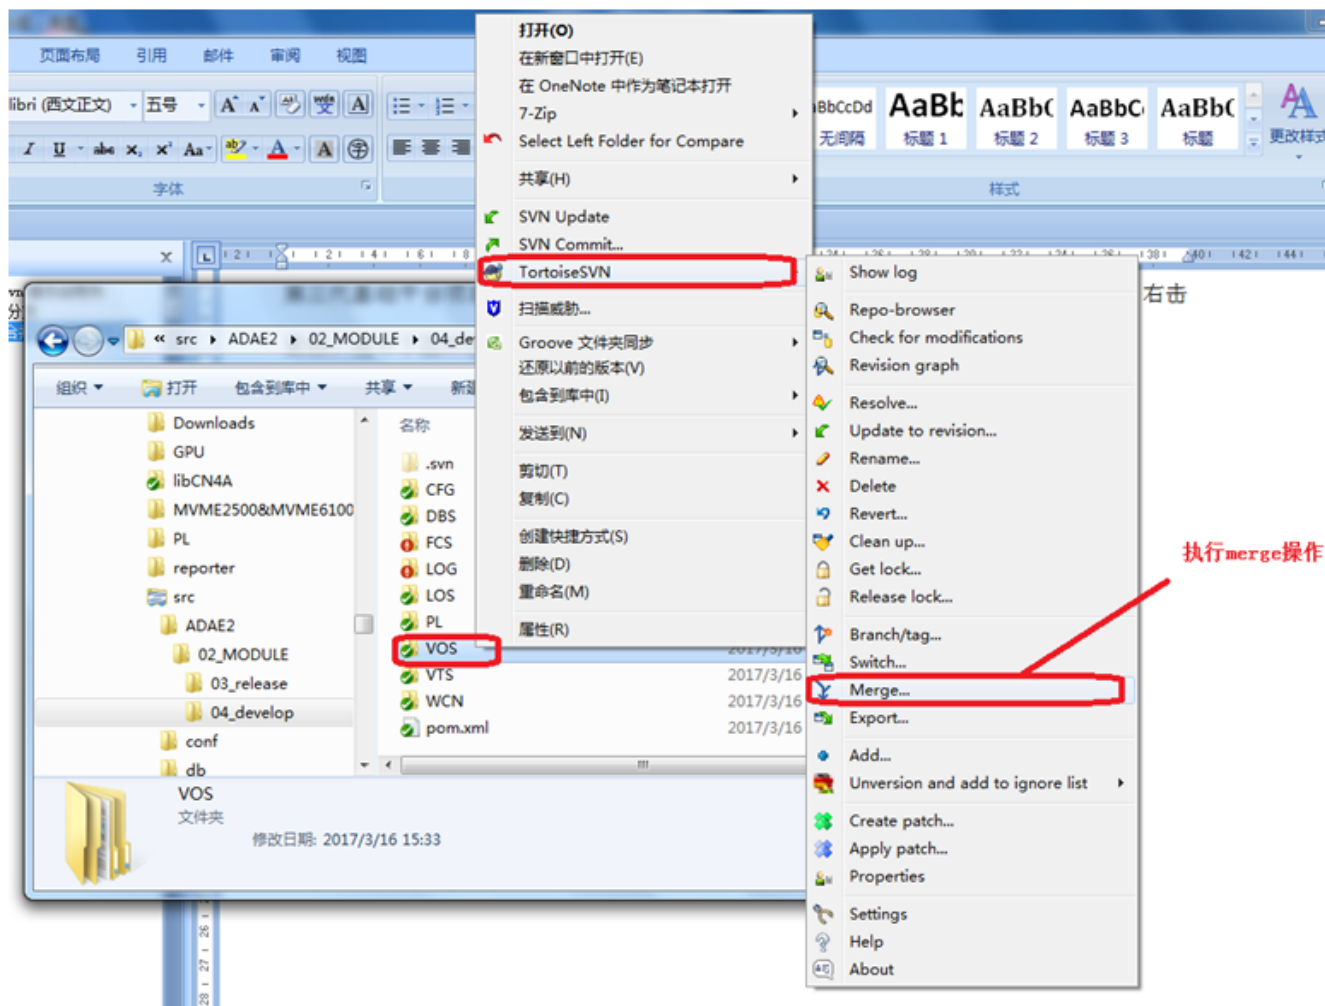 页面布局 引用 邮件 审阅 视图
libri (西文正文) 五号
无间隔 标题 1 标题 2 标题 3 标题 更改样式
AaBb AaBbC AaBbC AaBbC
字体 样式
打开(O)
在新窗口中打开(E)
在 OneNote 中作为笔记本打开
7-Zip
Select Left Folder for Compare
共享(H)
SVN Update
SVN Commit...
TortoiseSVN
扫描威胁...
Groove 文件夹同步
还原以前的版本(V)
包含到库中(I)
发送到(N)
剪切(T)
复制(C)
创建快捷方式(S)
删除(D)
重命名(M)
属性(R)
Show log
Repo-browser
Check for modifications
Revision graph
Resolve...
Update to revision...
Rename...
Delete
Revert...
Clean up...
Get lock...
Release lock...
Branch/tag...
Switch...
Merge...
Export...
Add...
Unversion and add to ignore list
Create patch...
Apply patch...
Properties
Settings
Help
About
右击
执行merge操作
« src ▸ ADAE2 ▸ 02_MODULE ▸ 04_de
组织 打开 包含到库中 共享 新建
Downloads
GPU
libCN4A
MVME2500&MVME6100
PL
reporter
src
ADAE2
02_MODULE
03_release
04_develop
conf
db
名称
.svn
CFG
DBS
FCS
LOG
LOS
PL
VOS 2017/3/16
VTS 2017/3/16
WCN 2017/3/16
pom.xml 2017/3/16
VOS
文件夹
修改日期: 2017/3/16 15:33